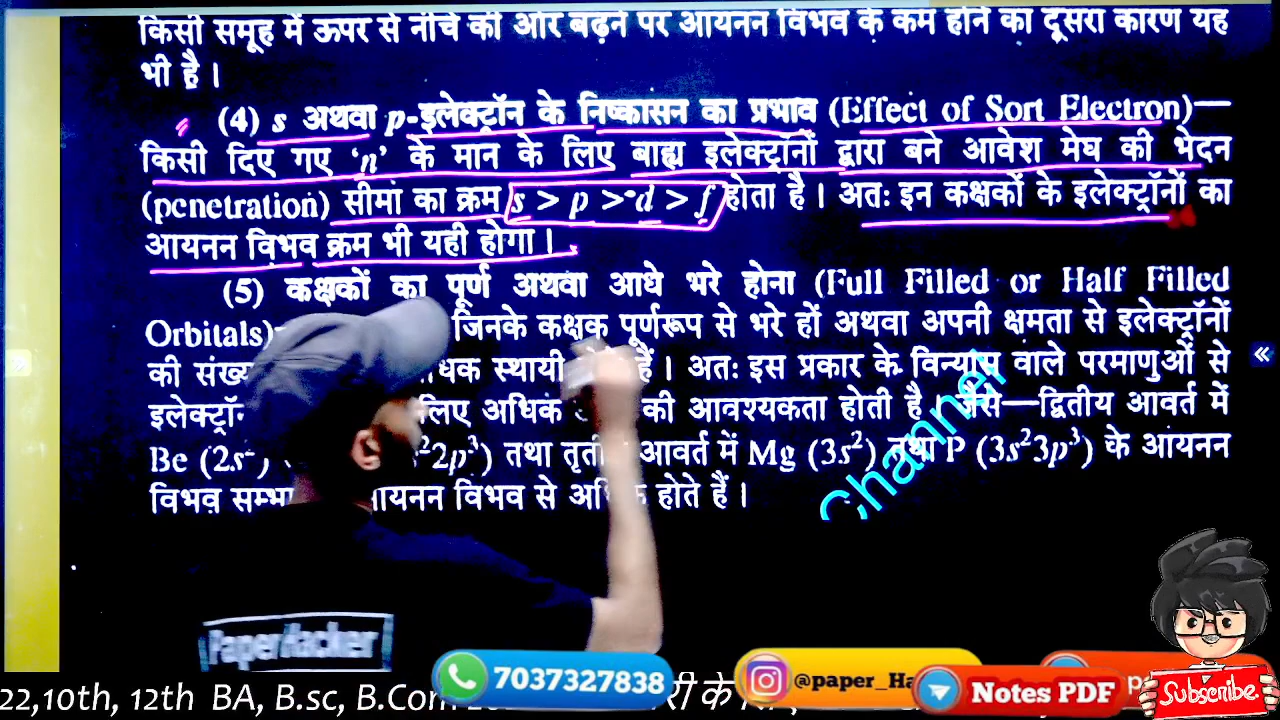 किसी समूह में ऊपर से नीचे की ओर बढ़ने पर आयनन विभव के कम होने का दूसरा कारण यह
भी है।
(4) s अथवा p-इलेक्ट्रॉन के निष्कासन का प्रभाव (Effect of Sort Electron)—
किसी दिए गए ‘n’ के मान के लिए बाह्य इलेक्ट्रॉनों द्वारा बने आवेश मेघ की भेदन
(penetration) सीमा का क्रम s > p > d > f होता है। अतः इन कक्षकों के इलेक्ट्रॉनों का
आयनन विभव क्रम भी यही होगा।
(5) कक्षकों का पूर्ण अथवा आधे भरे होना (Full Filled or Half Filled
Orbitals) जिनके कक्षक पूर्णरूप से भरे हों अथवा अपनी क्षमता से इलेक्ट्रॉनों
की स्थायी हैं। अतः इस प्रकार के विन्यास वाले परमाणुओं से
लिए अधिक की आवश्यकता होती है। जैसे—द्वितीय आवर्त में
Be 2p³) तथा आवर्त में Mg (3s²) तथा P (3s²3p³) के आयनन
विभव आयनन विभव से होते हैं।
Channel
PaperHacker
22,10th, 12th BA, B.sc, B.Com
7037327838
@paper_Ha
Notes PDF
Subscribe